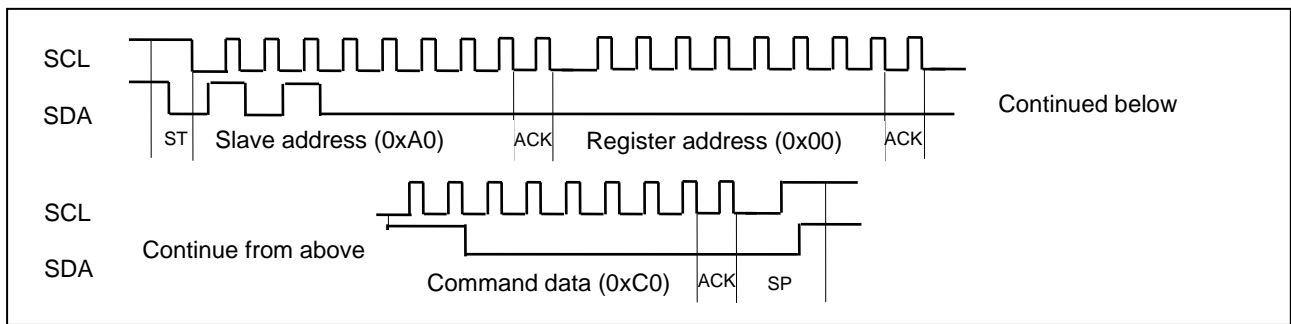 SCL
SDA
Continued below
ST Slave address (0xA0) ACK Register address (0x00) ACK
SCL
Continue from above
SDA
Command data (0xC0) ACK SP